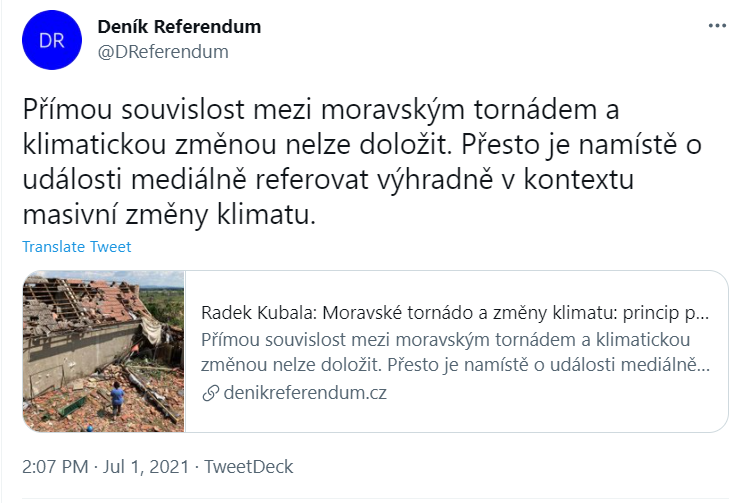 DR
Deník Referendum
@DReferendum
Přímou souvislost mezi moravským tornádem a
klimatickou změnou nelze doložit. Přesto je namístě o
události mediálně referovat výhradně v kontextu
masivní změny klimatu.
Translate Tweet
Radek Kubala: Moravské tornádo a změny klimatu: princip p...
Přímou souvislost mezi moravským tornádem a klimatickou
změnou nelze doložit. Přesto je namístě o události mediálně...
denikreferendum.cz
2:07 PM · Jul 1, 2021 · TweetDeck